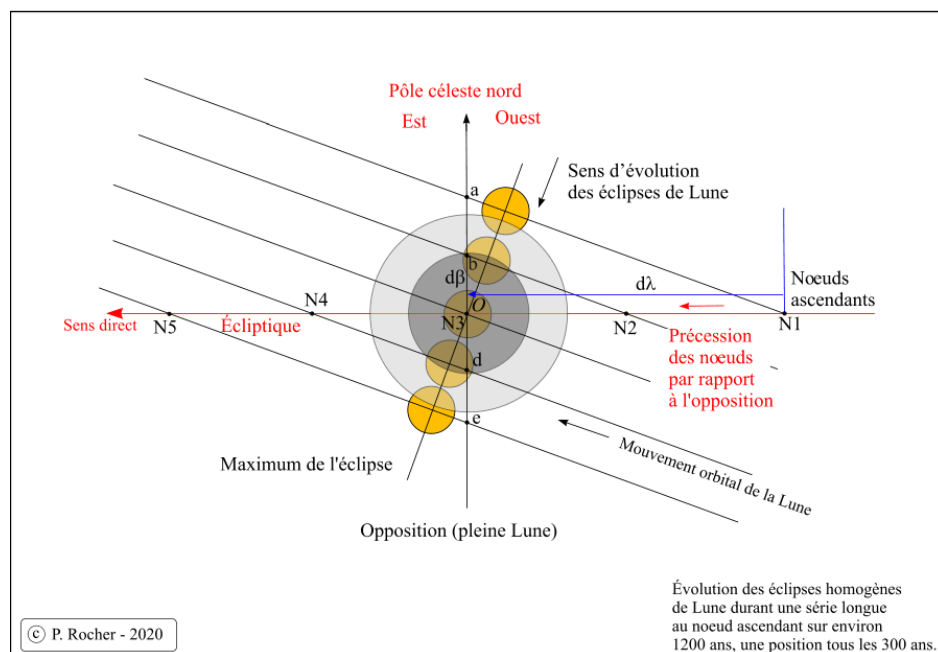 Pôle céleste nord
Est
Ouest
Sens d’évolution
des éclipses de Lune
a
b
dβ
dλ
Nœuds
ascendants
O
N5
N4
N3
N2
N1
Sens direct
Écliptique
Précession
des nœuds
par rapport
à l'opposition
d
e
Mouvement orbital de la Lune
Maximum de l'éclipse
Opposition (pleine Lune)
Évolution des éclipses homogènes
de Lune durant une série longue
au noeud ascendant sur environ
1200 ans, une position tous les 300 ans.
© P. Rocher - 2020